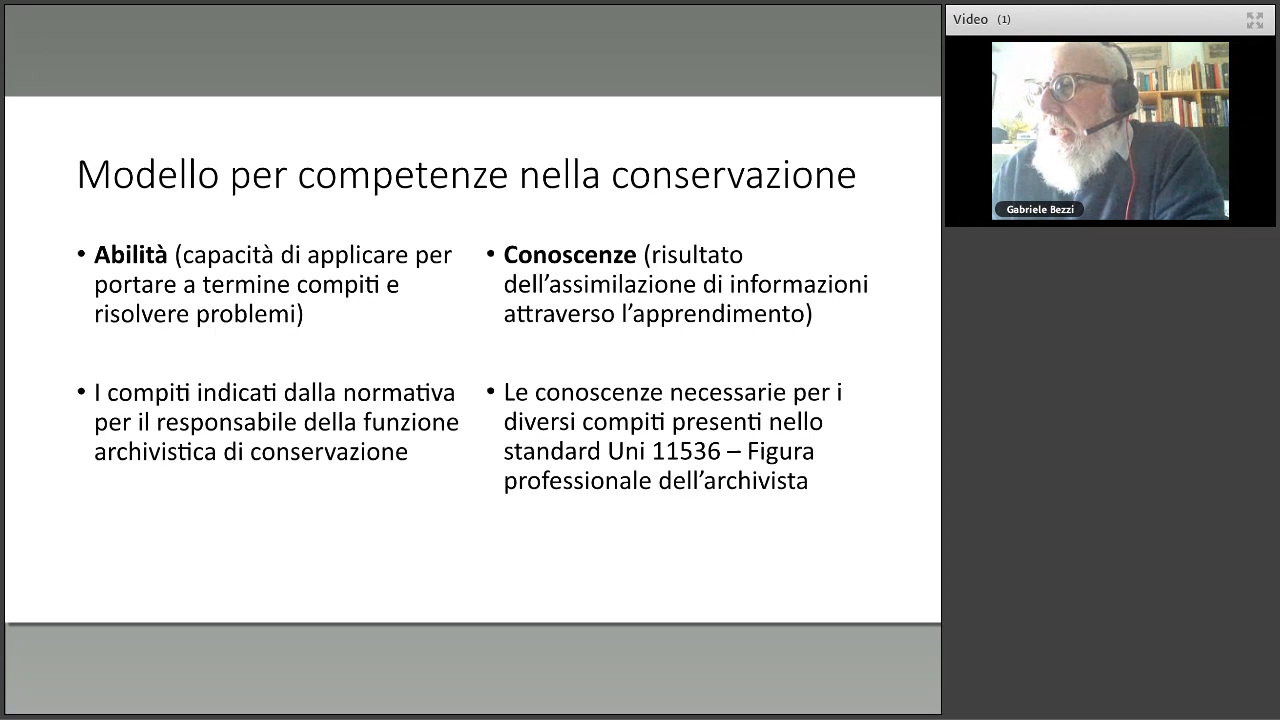 Modello per competenze nella conservazione
• Abilità (capacità di applicare per
portare a termine compiti e
risolvere problemi)
• I compiti indicati dalla normativa
per il responsabile della funzione
archivistica di conservazione
• Conoscenze (risultato
dell’assimilazione di informazioni
attraverso l’apprendimento)
• Le conoscenze necessarie per i
diversi compiti presenti nello
standard Uni 11536 – Figura
professionale dell’archivista
Video (1)
Gabriele Bezzi